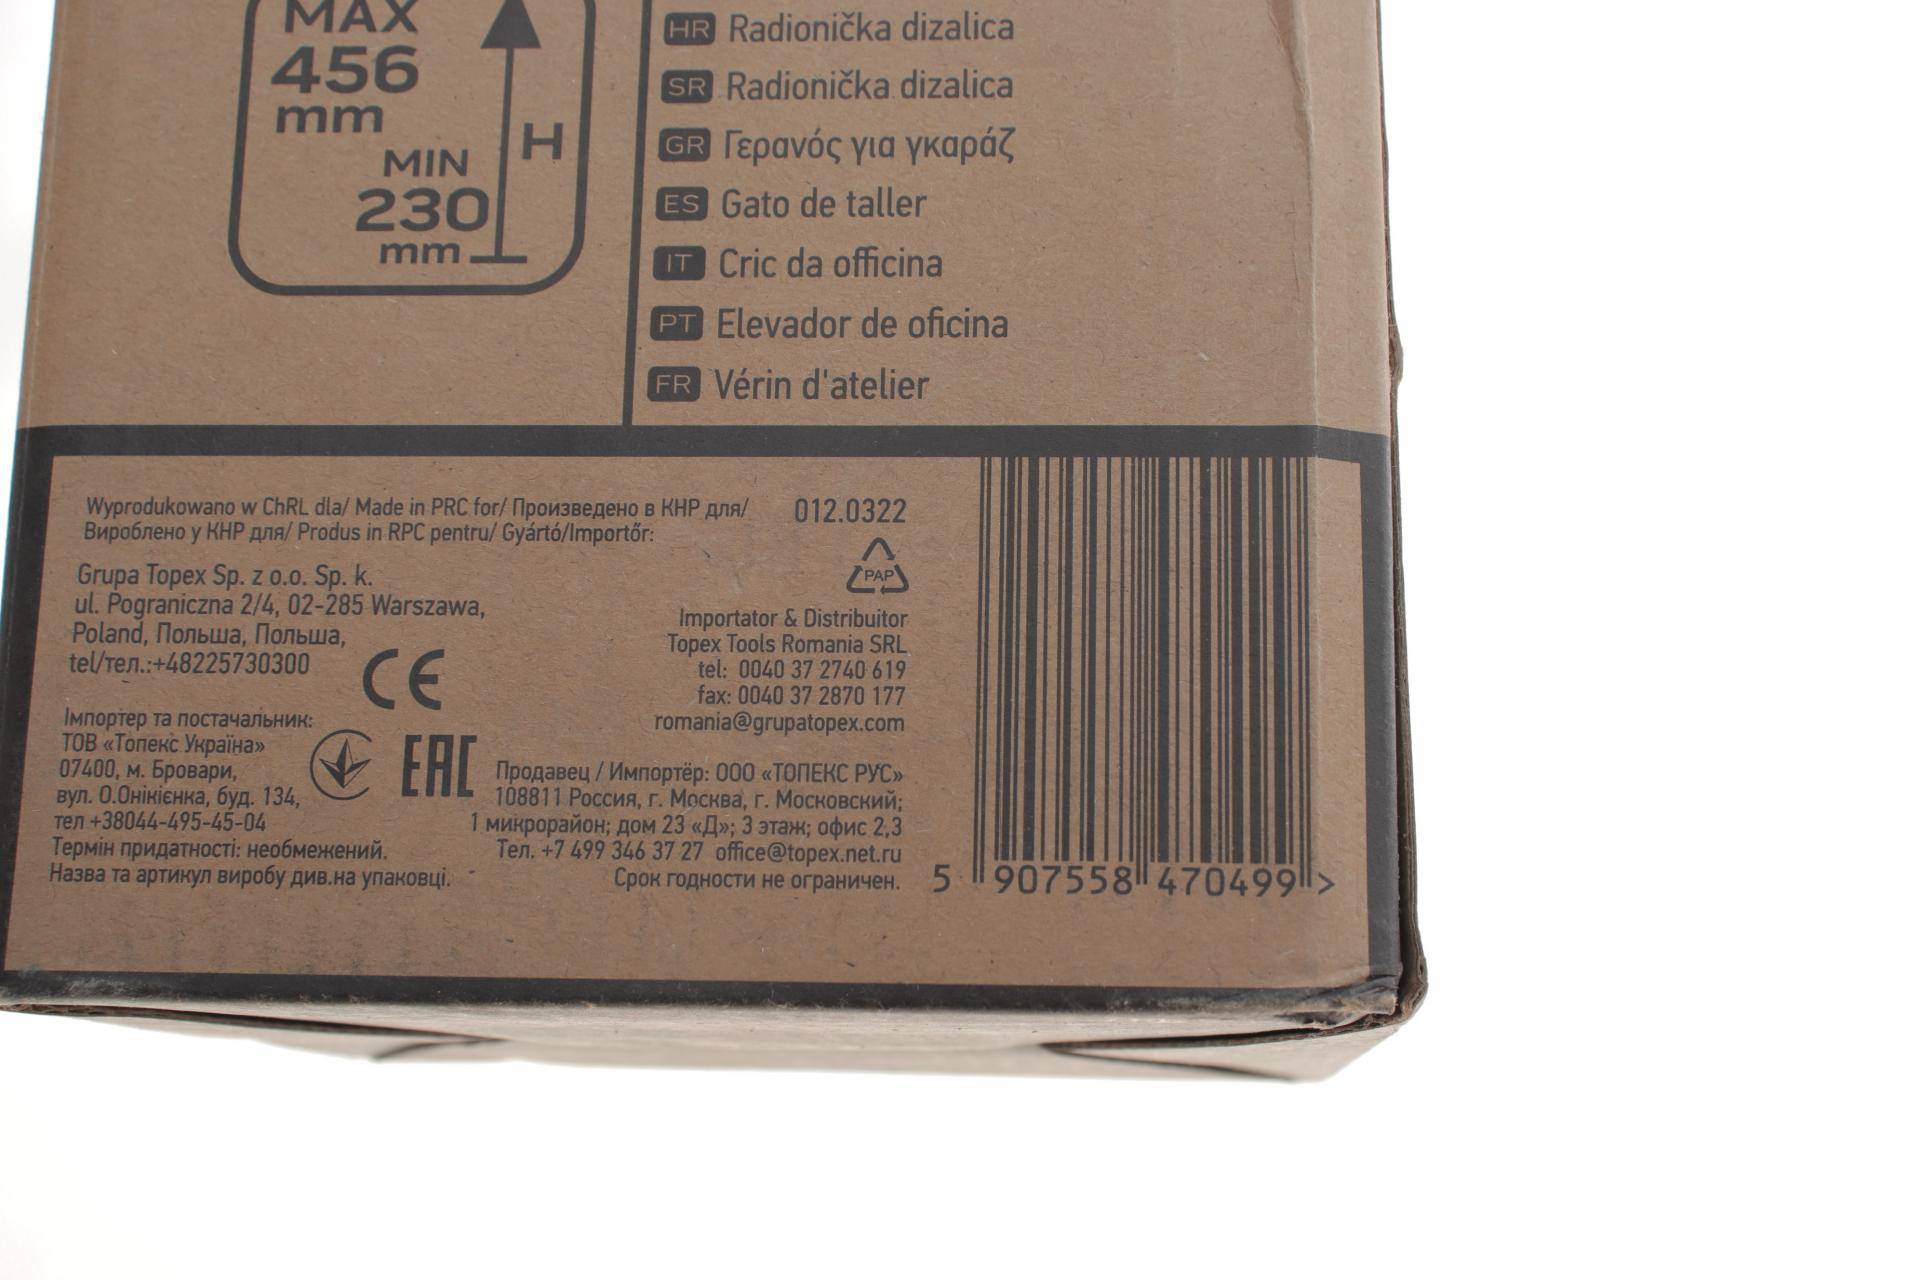 MAX
456
mm
MIN
230
mm
H
HR Radionička dizalica
SR Radionička dizalica
GR Γερανός για γκαράζ
ES Gato de taller
IT Cric da officina
PT Elevador de oficina
FR Vérin d'atelier
Wyprodukowano w ChRL dla/ Made in PRC for/ Произведено в КНР для/
Вироблено у КНР для/ Produs in RPC pentru/ Gyártó/Importőr:
012.0322
PAP
Grupa Topex Sp. z o.o. Sp. k.
ul. Pograniczna 2/4, 02-285 Warszawa,
Poland, Польша, Польша,
tel/тел.:+48225730300
CE
Importator & Distribuitor
Topex Tools Romania SRL
tel: 0040 37 2740 619
fax: 0040 37 2870 177
romania@grupatopex.com
Імпортер та постачальник:
ТОВ «Топекс Україна»
07400, м. Бровари,
вул. О.Онікієнка, буд. 134,
тел +38044-495-45-04
Термін придатності: необмежений.
Назва та артикул виробу див.на упаковці.
EAC
Продавец / Импортёр: ООО «ТОПЕКС РУС»
108811 Россия, г. Москва, г. Московский;
1 микрорайон; дом 23 «Д»; 3 этаж; офис 2,3
Тел. +7 499 346 37 27 office@topex.net.ru
Срок годности не ограничен.
5 907558 470499 >